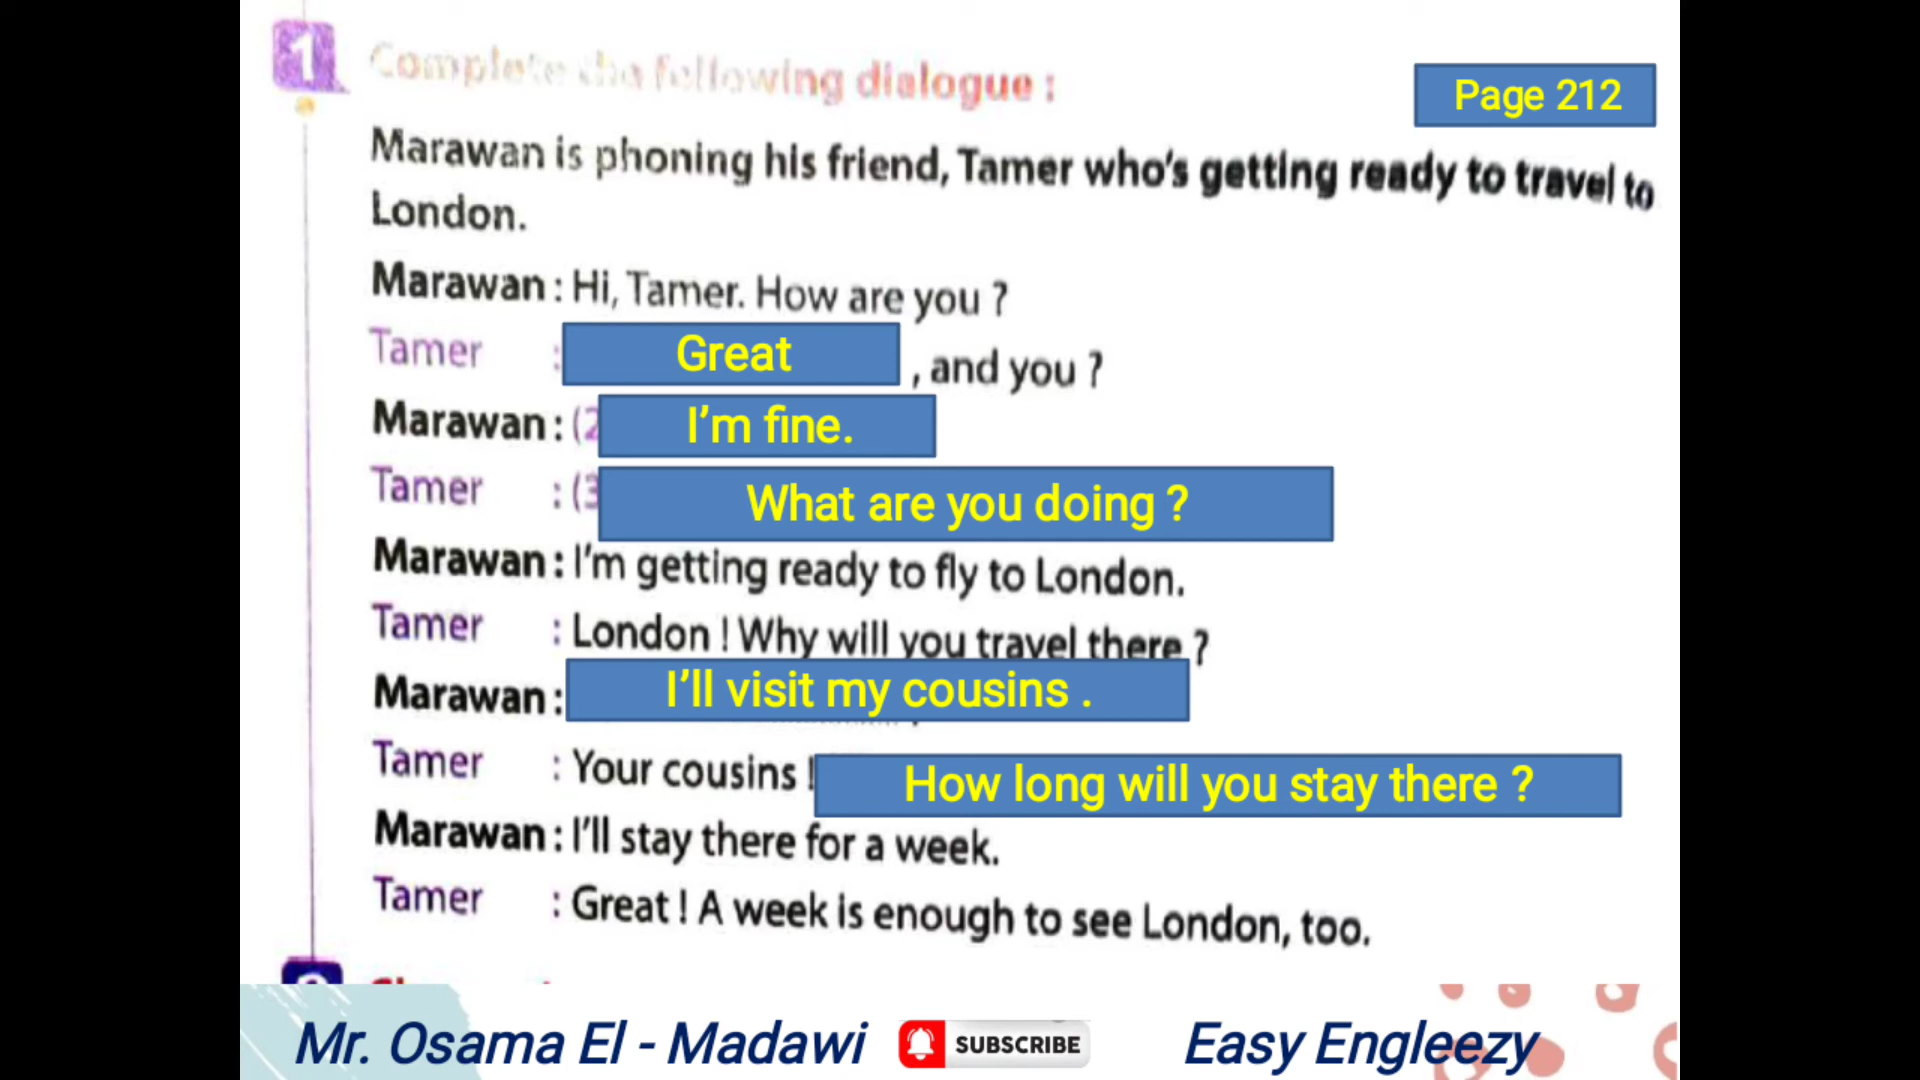 1 Complete the following dialogue :
Page 212
Marawan is phoning his friend, Tamer who's getting ready to travel to
London.
Marawan : Hi, Tamer. How are you ?
Tamer : Great , and you ?
Marawan : (2 I'm fine.
Tamer : (3 What are you doing ?
Marawan : I'm getting ready to fly to London.
Tamer : London ! Why will you travel there ?
Marawan : I'll visit my cousins .
Tamer : Your cousins ! How long will you stay there ?
Marawan : I'll stay there for a week.
Tamer : Great ! A week is enough to see London, too.
Mr. Osama El - Madawi SUBSCRIBE Easy Engleezy